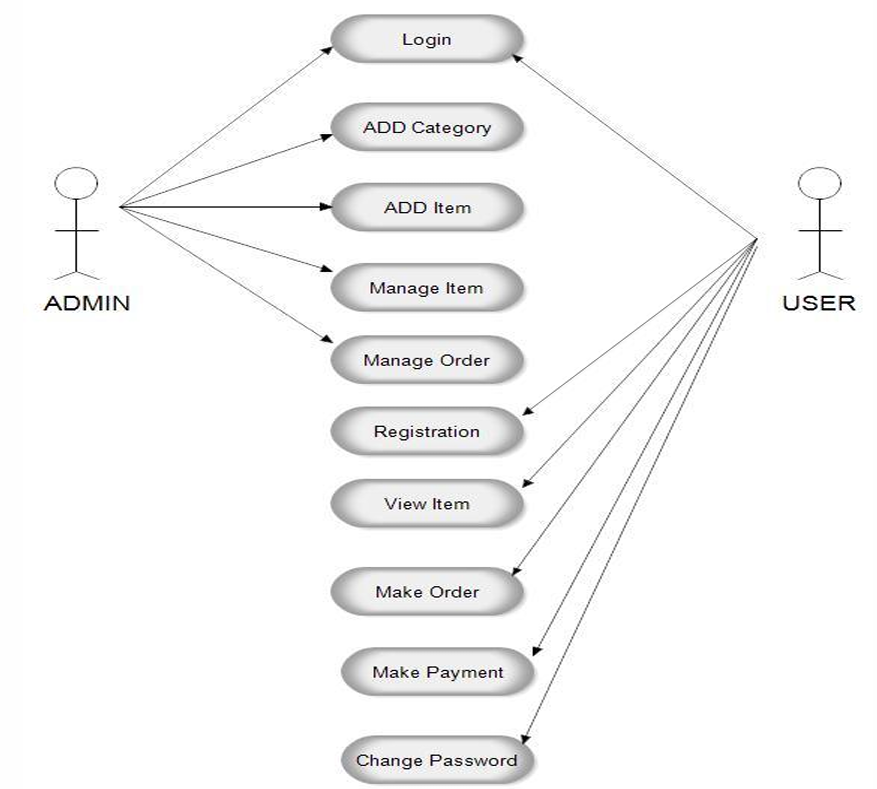 Login
ADD Category
ADD Item
Manage Item
ADMIN
USER
Manage Order
Registration
View Item
Make Order
Make Payment
Change Password